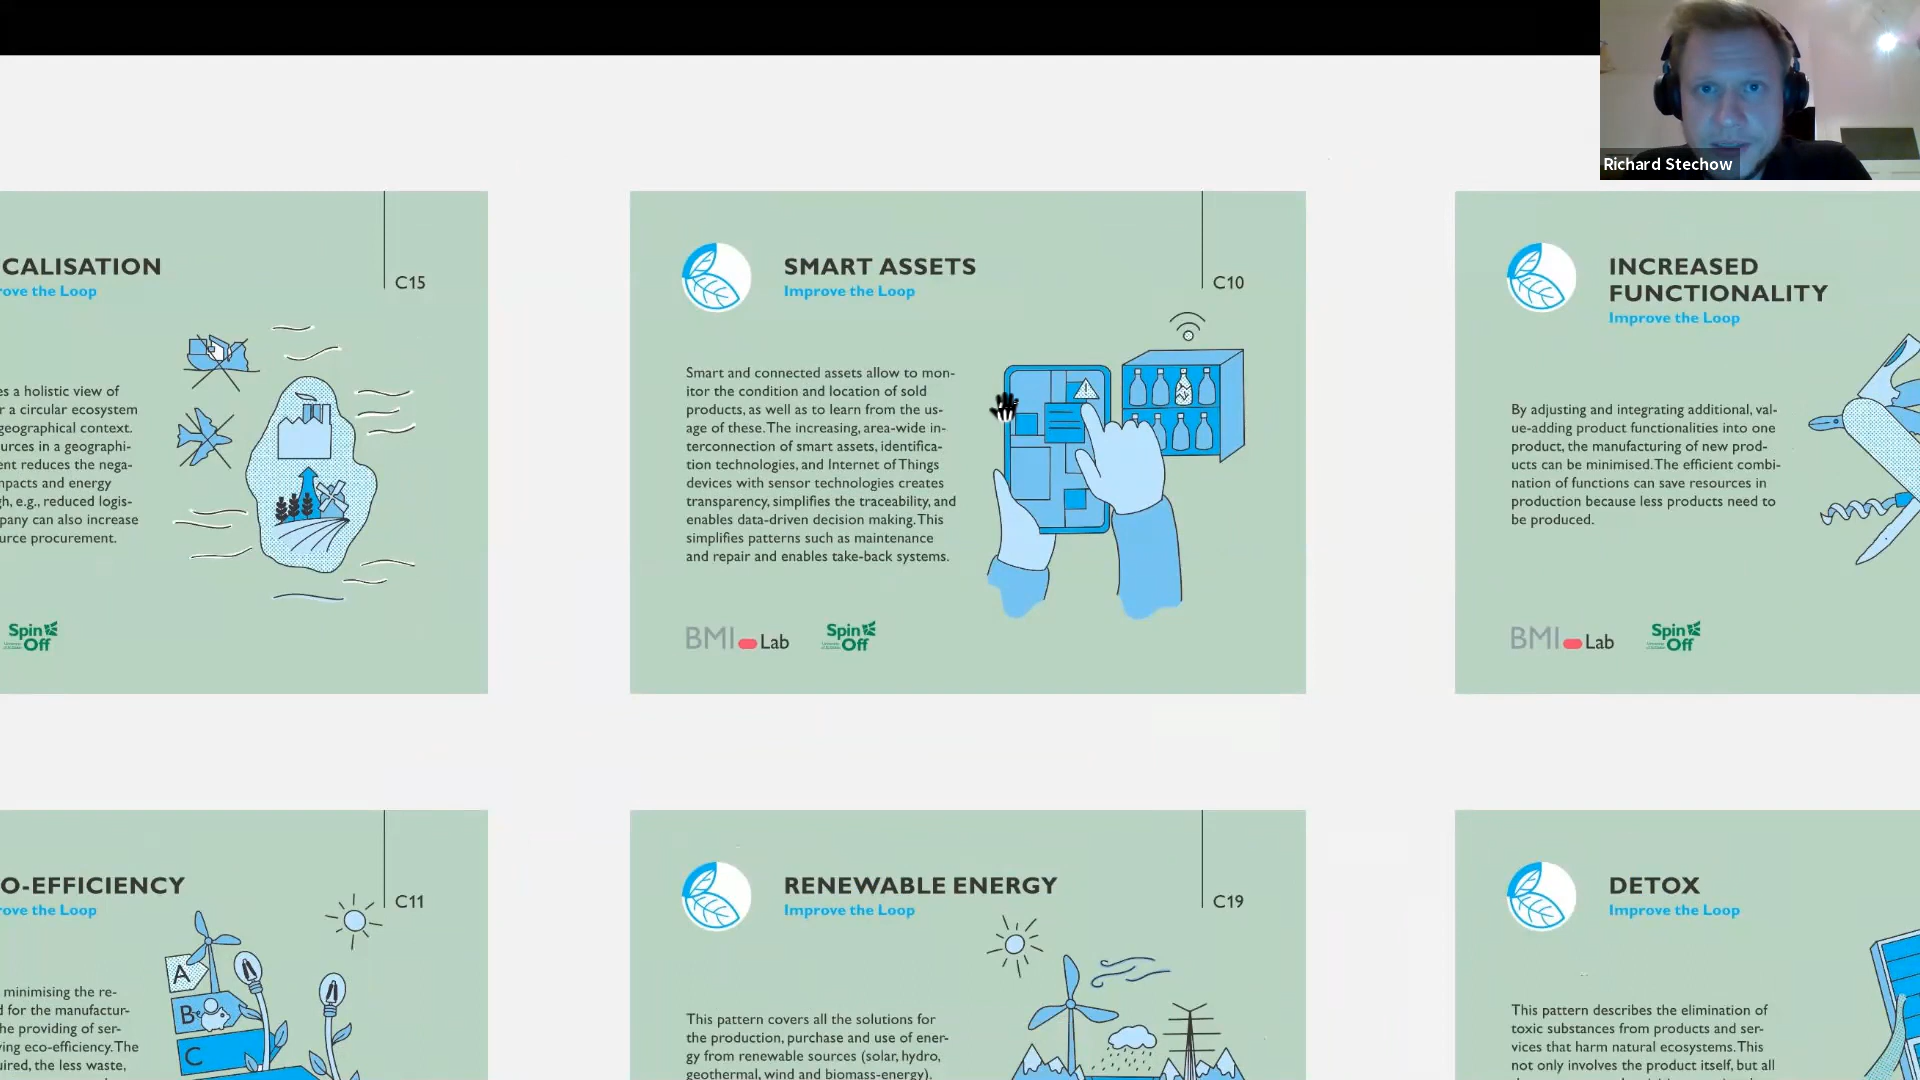 Richard Stechow
CALISATION
ove the Loop
C15
es a holistic view of
r a circular ecosystem
geographical context.
urces in a geographi-
ent reduces the nega-
mpacts and energy
gh, e.g., reduced logis-
pany can also increase
urce procurement.
Spin
Off
SMART ASSETS
Improve the Loop
C10
Smart and connected assets allow to mon-
itor the condition and location of sold
products, as well as to learn from the us-
age of these. The increasing, area-wide in-
terconnection of smart assets, identifica-
tion technologies, and Internet of Things
devices with sensor technologies creates
transparency, simplifies the traceability, and
enables data-driven decision making. This
simplifies patterns such as maintenance
and repair and enables take-back systems.
BMI Lab
Spin
Off
INCREASED
FUNCTIONALITY
Improve the Loop
By adjusting and integrating additional, val-
ue-adding product functionalities into one
product, the manufacturing of new prod-
ucts can be minimised. The efficient combi-
nation of functions can save resources in
production because less products need to
be produced.
BMI Lab
Spin
Off
O-EFFICIENCY
ove the Loop
C11
A
B
C
minimising the re-
d for the manufactur-
he providing of ser-
ying eco-efficiency. The
uired, the less waste,
RENEWABLE ENERGY
Improve the Loop
C19
This pattern covers all the solutions for
the production, purchase and use of ener-
gy from renewable sources (solar, hydro,
geothermal, wind and biomass-energy).
DETOX
Improve the Loop
This pattern describes the elimination of
toxic substances from products and ser-
vices that harm natural ecosystems. This
not only involves the product itself, but all